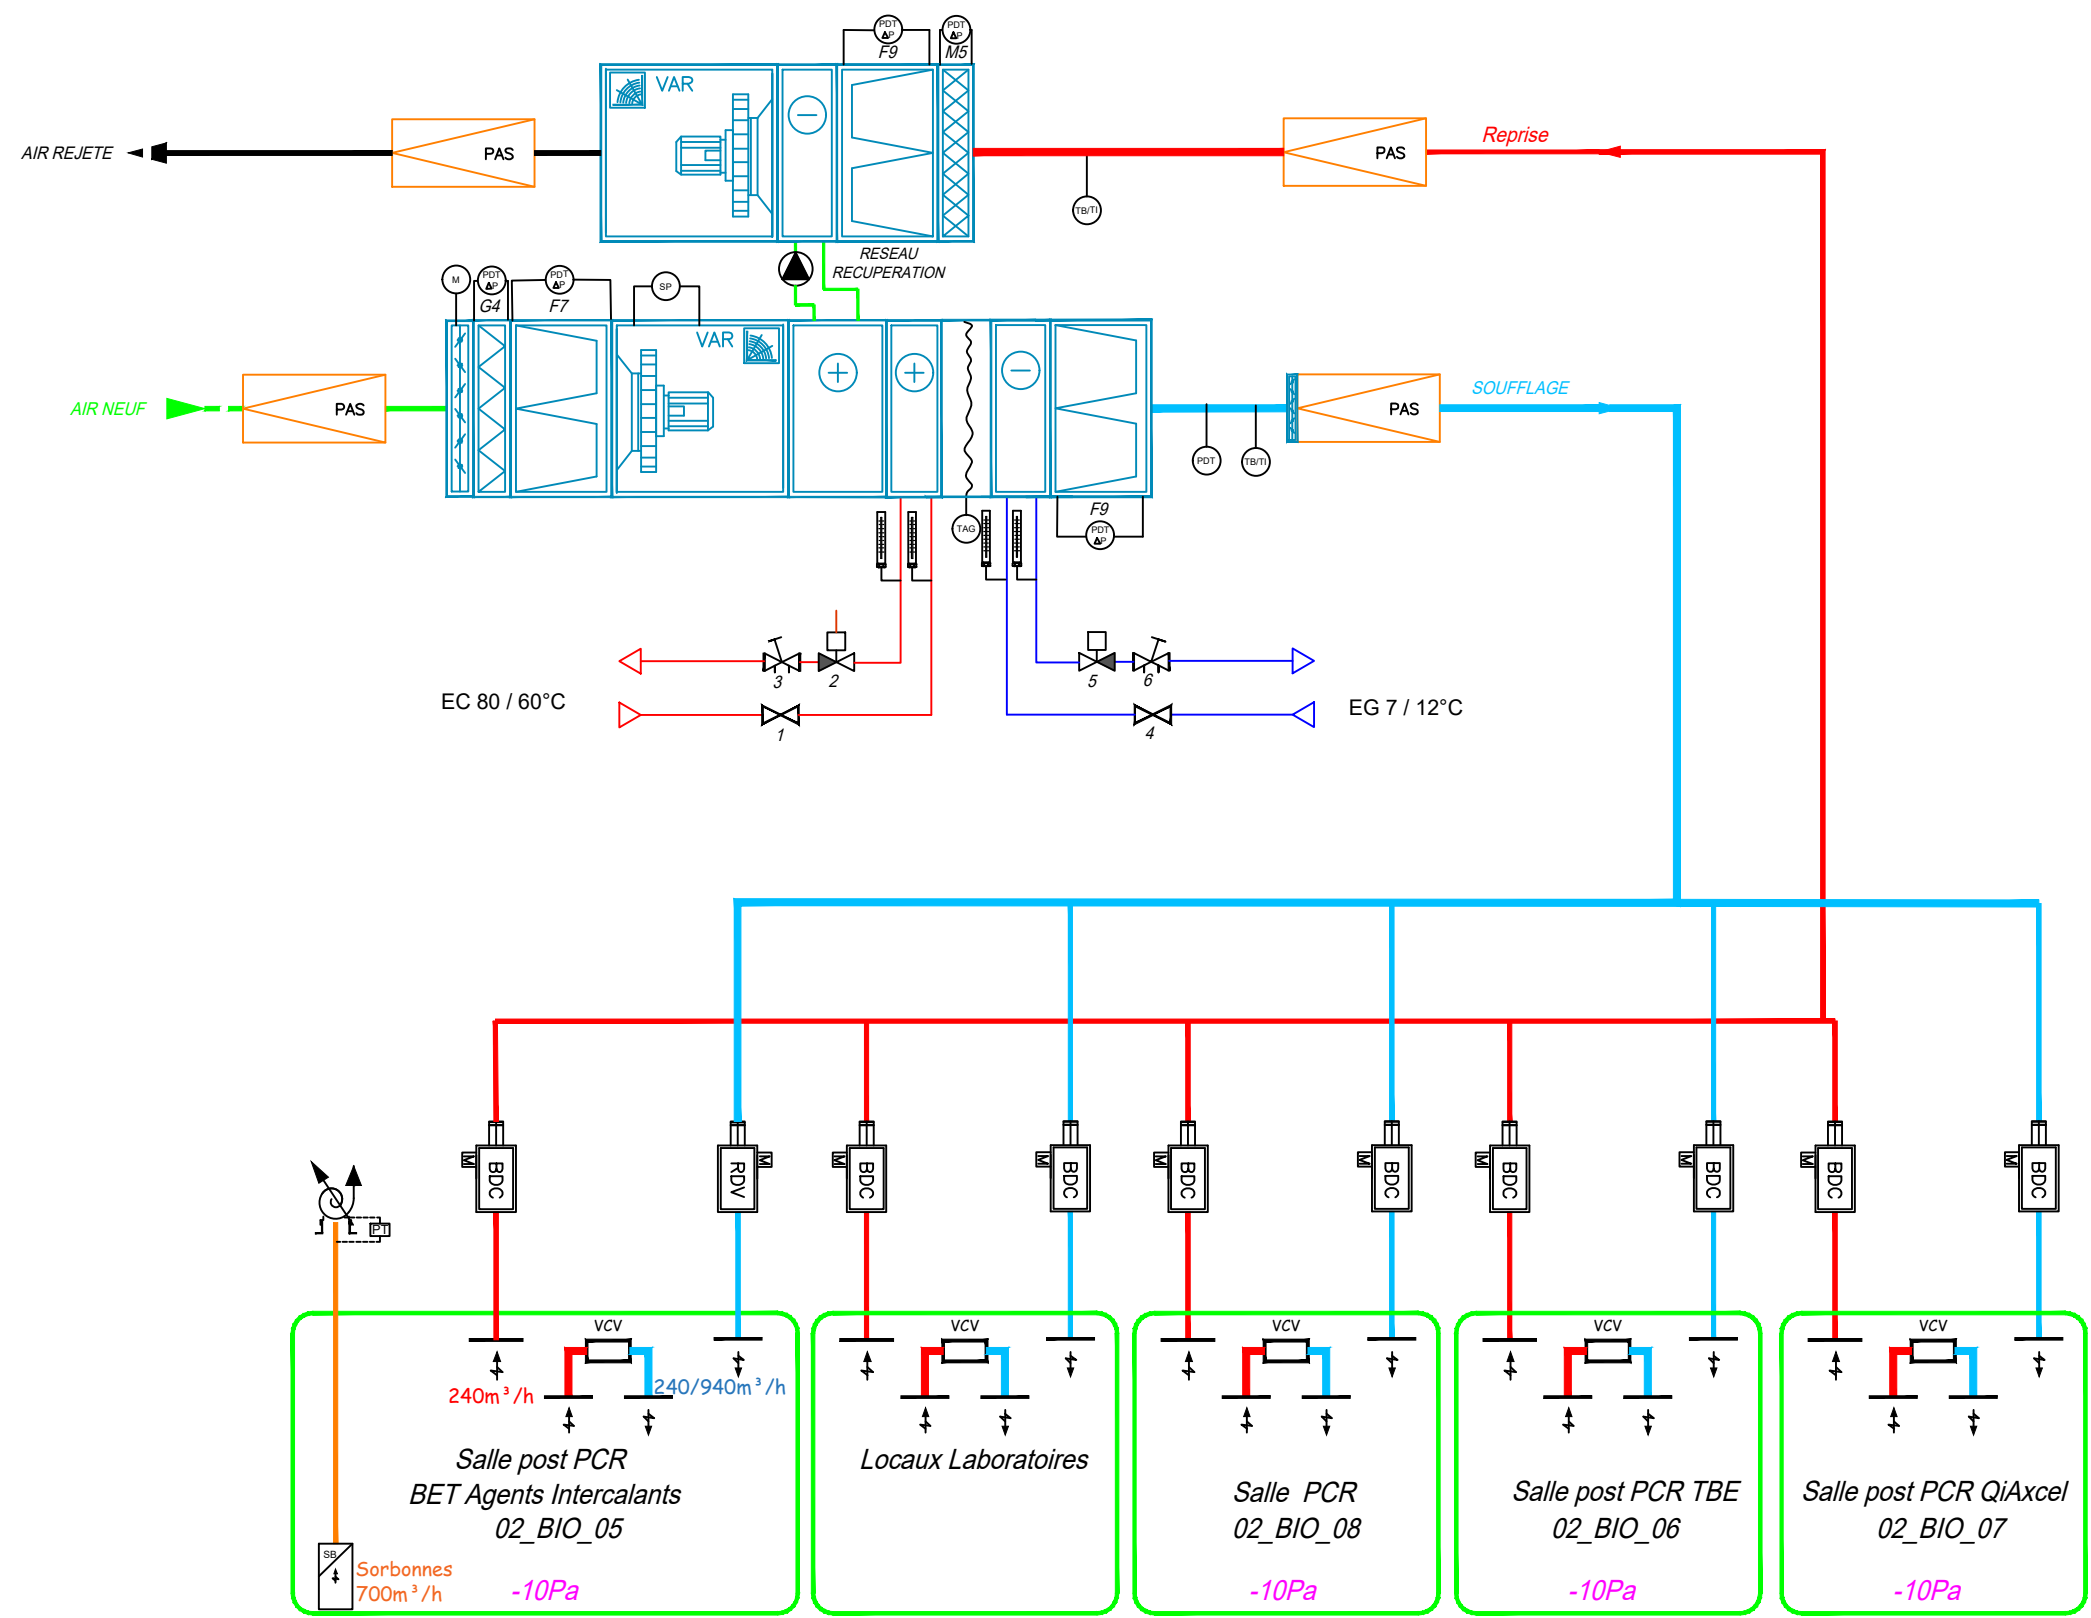 PDT
ΔP
F9
PDT
ΔP
M5
VAR
AIR REJETE
PAS
PAS
Reprise
TB/TI
RESEAU
RECUPERATION
M
PDT
ΔP
G4
PDT
ΔP
F7
SP
VAR
AIR NEUF
PAS
PAS
SOUFFLAGE
PDT
TB/TI
TAG
F9
PDT
ΔP
3
2
5
6
EC 80 / 60°C
EG 7 / 12°C
1
4
M
BDC
RDV
M
M
BDC
M
BDC
M
BDC
M
BDC
M
BDC
M
BDC
M
BDC
M
BDC
PT
VCV
VCV
VCV
VCV
VCV
240m³/h
240/940m³/h
Salle post PCR
BET Agents Intercalants
02_BIO_05
-10Pa
SB
Sorbonnes
700m³/h
Locaux Laboratoires
Salle PCR
02_BIO_08
-10Pa
Salle post PCR TBE
02_BIO_06
-10Pa
Salle post PCR QiAxcel
02_BIO_07
-10Pa